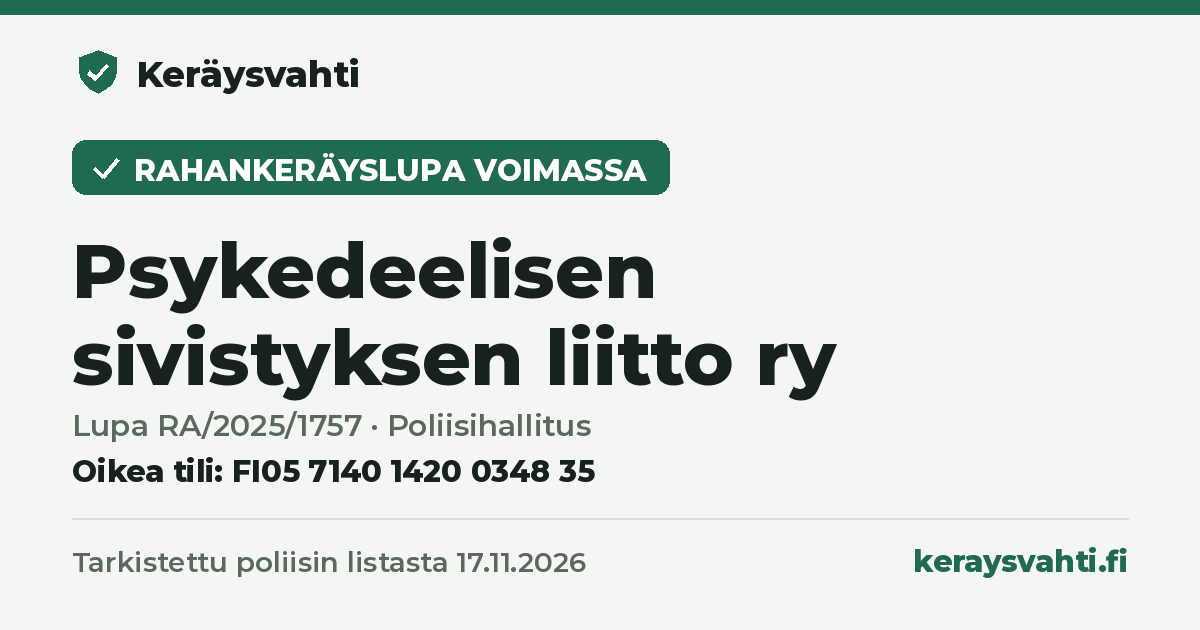 Keräysvahti
RAHANKERÄYSLUPA VOIMASSA
Psykedeelisen
sivistyksen liitto ry
Lupa RA/2025/1757 · Poliisihallitus
Oikea tili: FI05 7140 1420 0348 35
Tarkistettu poliisin listasta 17.11.2026
keraysvahti.fi